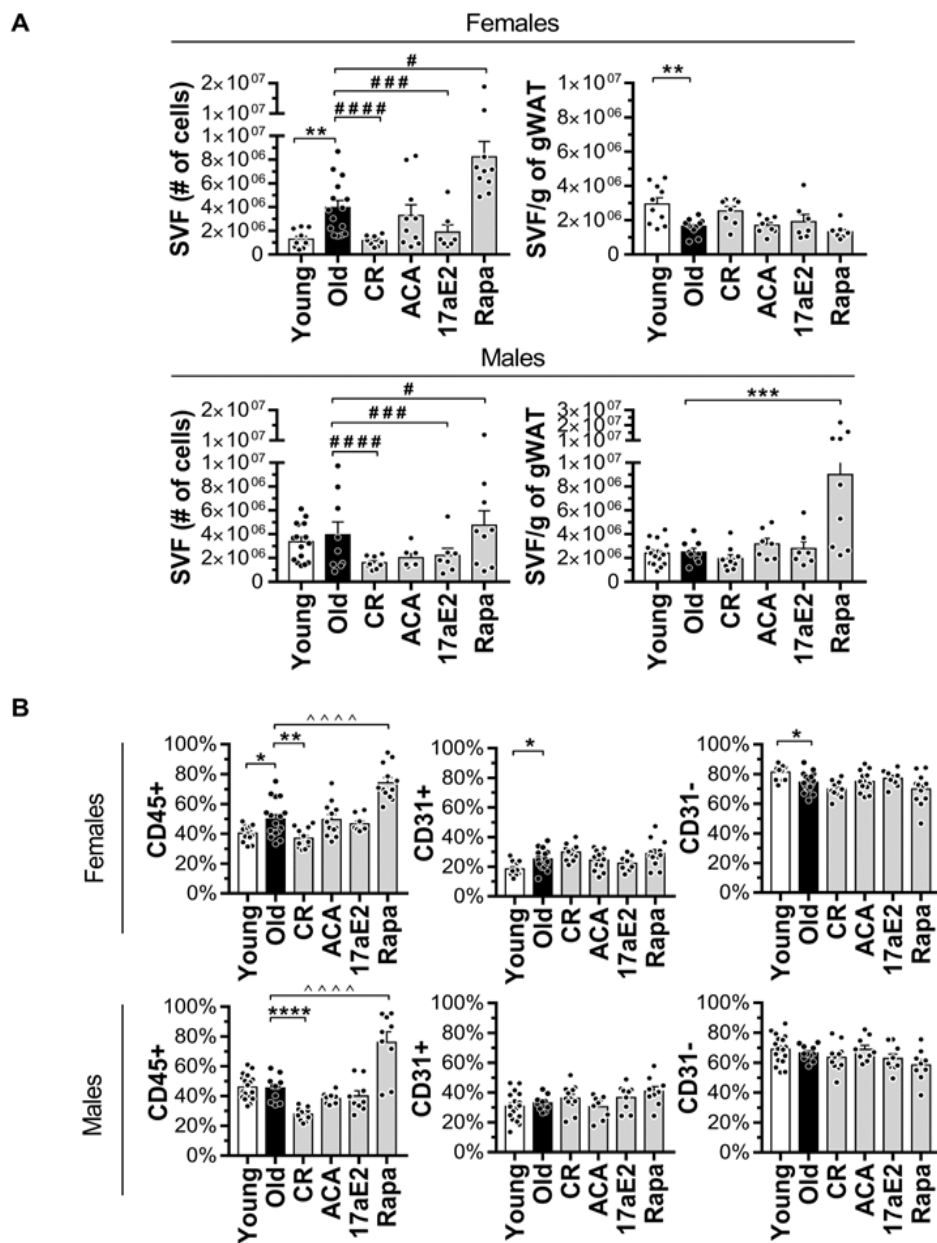 A
Females
SVF (# of cells)
2×10^07
1×10^07
1×10^07
8×10^06
6×10^06
4×10^06
2×10^06
0
**
####
###
#
Young
Old
CR
ACA
17aE2
Rapa
SVF/g of gWAT
2×10^07
1×10^07
1×10^07
8×10^06
6×10^06
4×10^06
2×10^06
0
**
Young
Old
CR
ACA
17aE2
Rapa
Males
SVF (# of cells)
2×10^07
1×10^07
1×10^07
8×10^06
6×10^06
4×10^06
2×10^06
0
####
###
#
Young
Old
CR
ACA
17aE2
Rapa
SVF/g of gWAT
3×10^07
2×10^07
2×10^07
1×10^07
1×10^07
8×10^06
6×10^06
4×10^06
2×10^06
0
***
Young
Old
CR
ACA
17aE2
Rapa
B
Females
CD45+
100%
80%
60%
40%
20%
0%
*
**
^^^^
Young
Old
CR
ACA
17aE2
Rapa
CD31+
100%
80%
60%
40%
20%
0%
*
Young
Old
CR
ACA
17aE2
Rapa
CD31-
100%
80%
60%
40%
20%
0%
*
Young
Old
CR
ACA
17aE2
Rapa
Males
CD45+
100%
80%
60%
40%
20%
0%
****
^^^^
Young
Old
CR
ACA
17aE2
Rapa
CD31+
100%
80%
60%
40%
20%
0%
Young
Old
CR
ACA
17aE2
Rapa
CD31-
100%
80%
60%
40%
20%
0%
Young
Old
CR
ACA
17aE2
Rapa